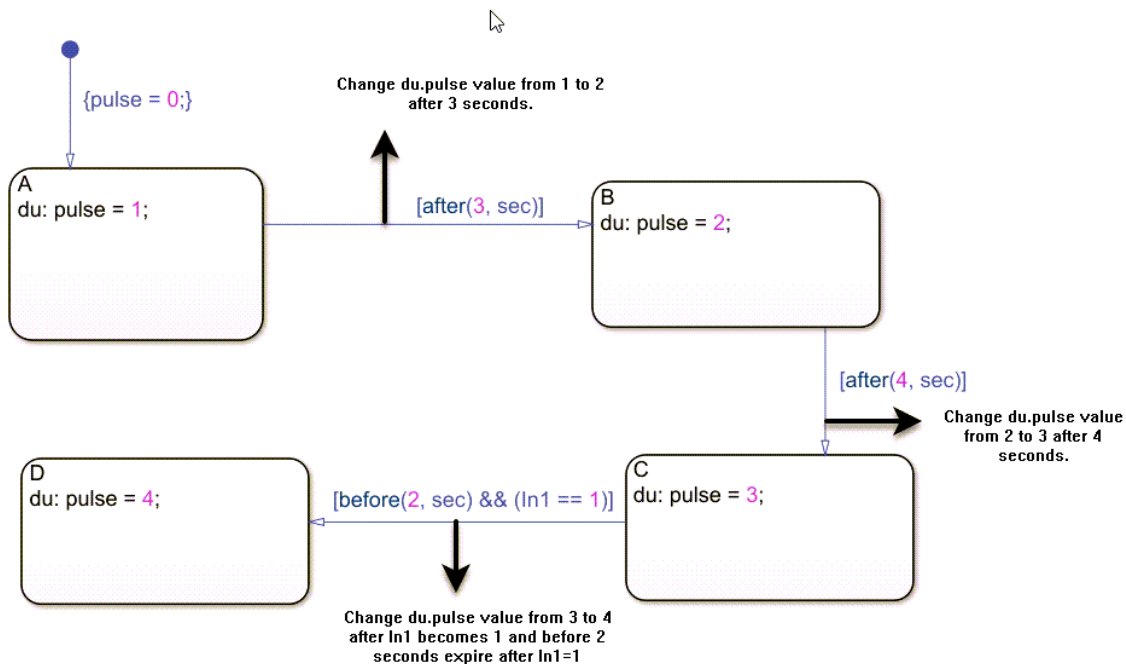 Change du.pulse value from 1 to 2
after 3 seconds.
{pulse = 0;}
A
du: pulse = 1;
[after(3, sec)]
B
du: pulse = 2;
[after(4, sec)]
Change du.pulse value
from 2 to 3 after 4
seconds.
D
du: pulse = 4;
[before(2, sec) && (In1 == 1)]
C
du: pulse = 3;
Change du.pulse value from 3 to 4
after In1 becomes 1 and before 2
seconds expire after In1=1